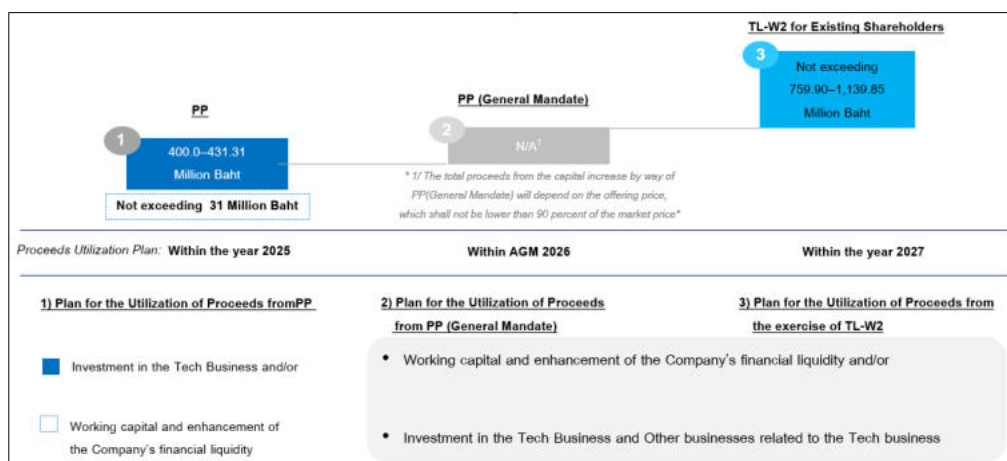 TL-W2 for Existing Shareholders
3
Not exceeding
759.90–1,139.85
Million Baht
PP (General Mandate)
2
N/A¹
* 1/ The total proceeds from the capital increase by way of
PP(General Mandate) will depend on the offering price,
which shall not be lower than 90 percent of the market price*
PP
1
400.0–431.31
Million Baht
Not exceeding 31 Million Baht
Proceeds Utilization Plan: Within the year 2025
Within AGM 2026
Within the year 2027
1) Plan for the Utilization of Proceeds fromPP
Investment in the Tech Business and/or
Working capital and enhancement of
the Company's financial liquidity
2) Plan for the Utilization of Proceeds
from PP (General Mandate)
3) Plan for the Utilization of Proceeds from
the exercise of TL-W2
• Working capital and enhancement of the Company's financial liquidity and/or
• Investment in the Tech Business and Other businesses related to the Tech business